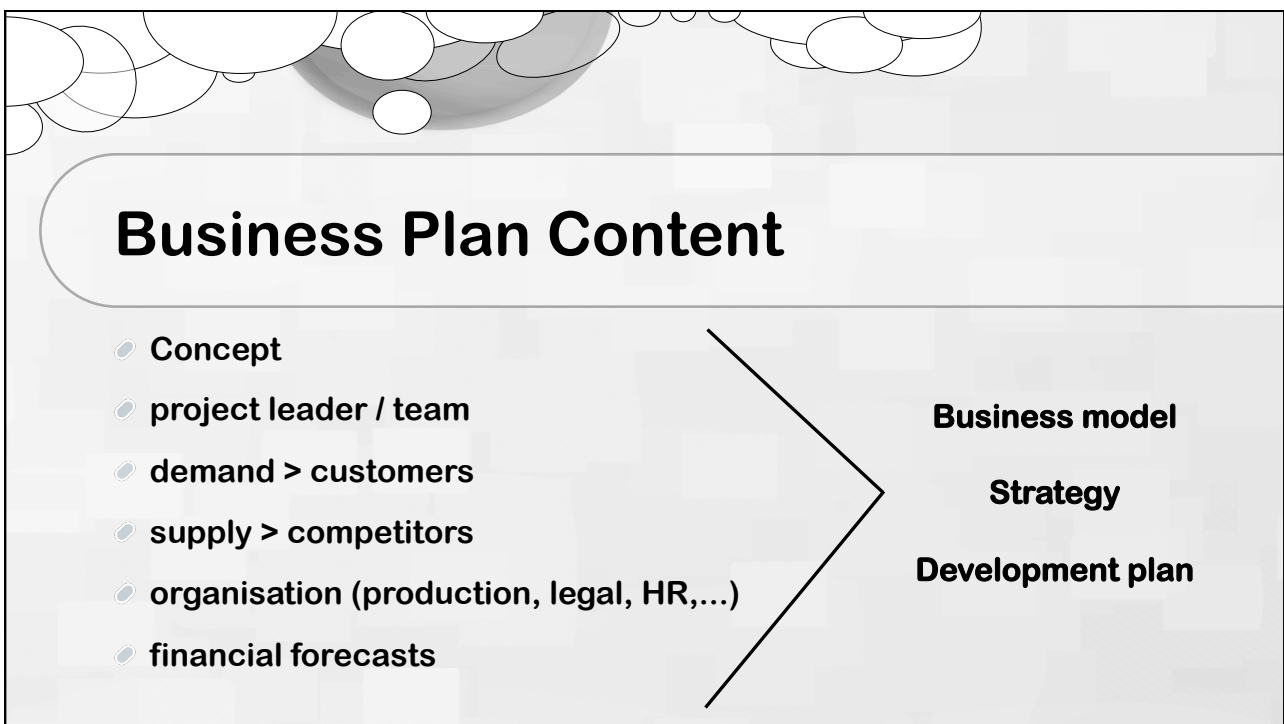 Business Plan Content
Concept
project leader / team
demand > customers
supply > competitors
organisation (production, legal, HR,...)
financial forecasts
Business model
Strategy
Development plan